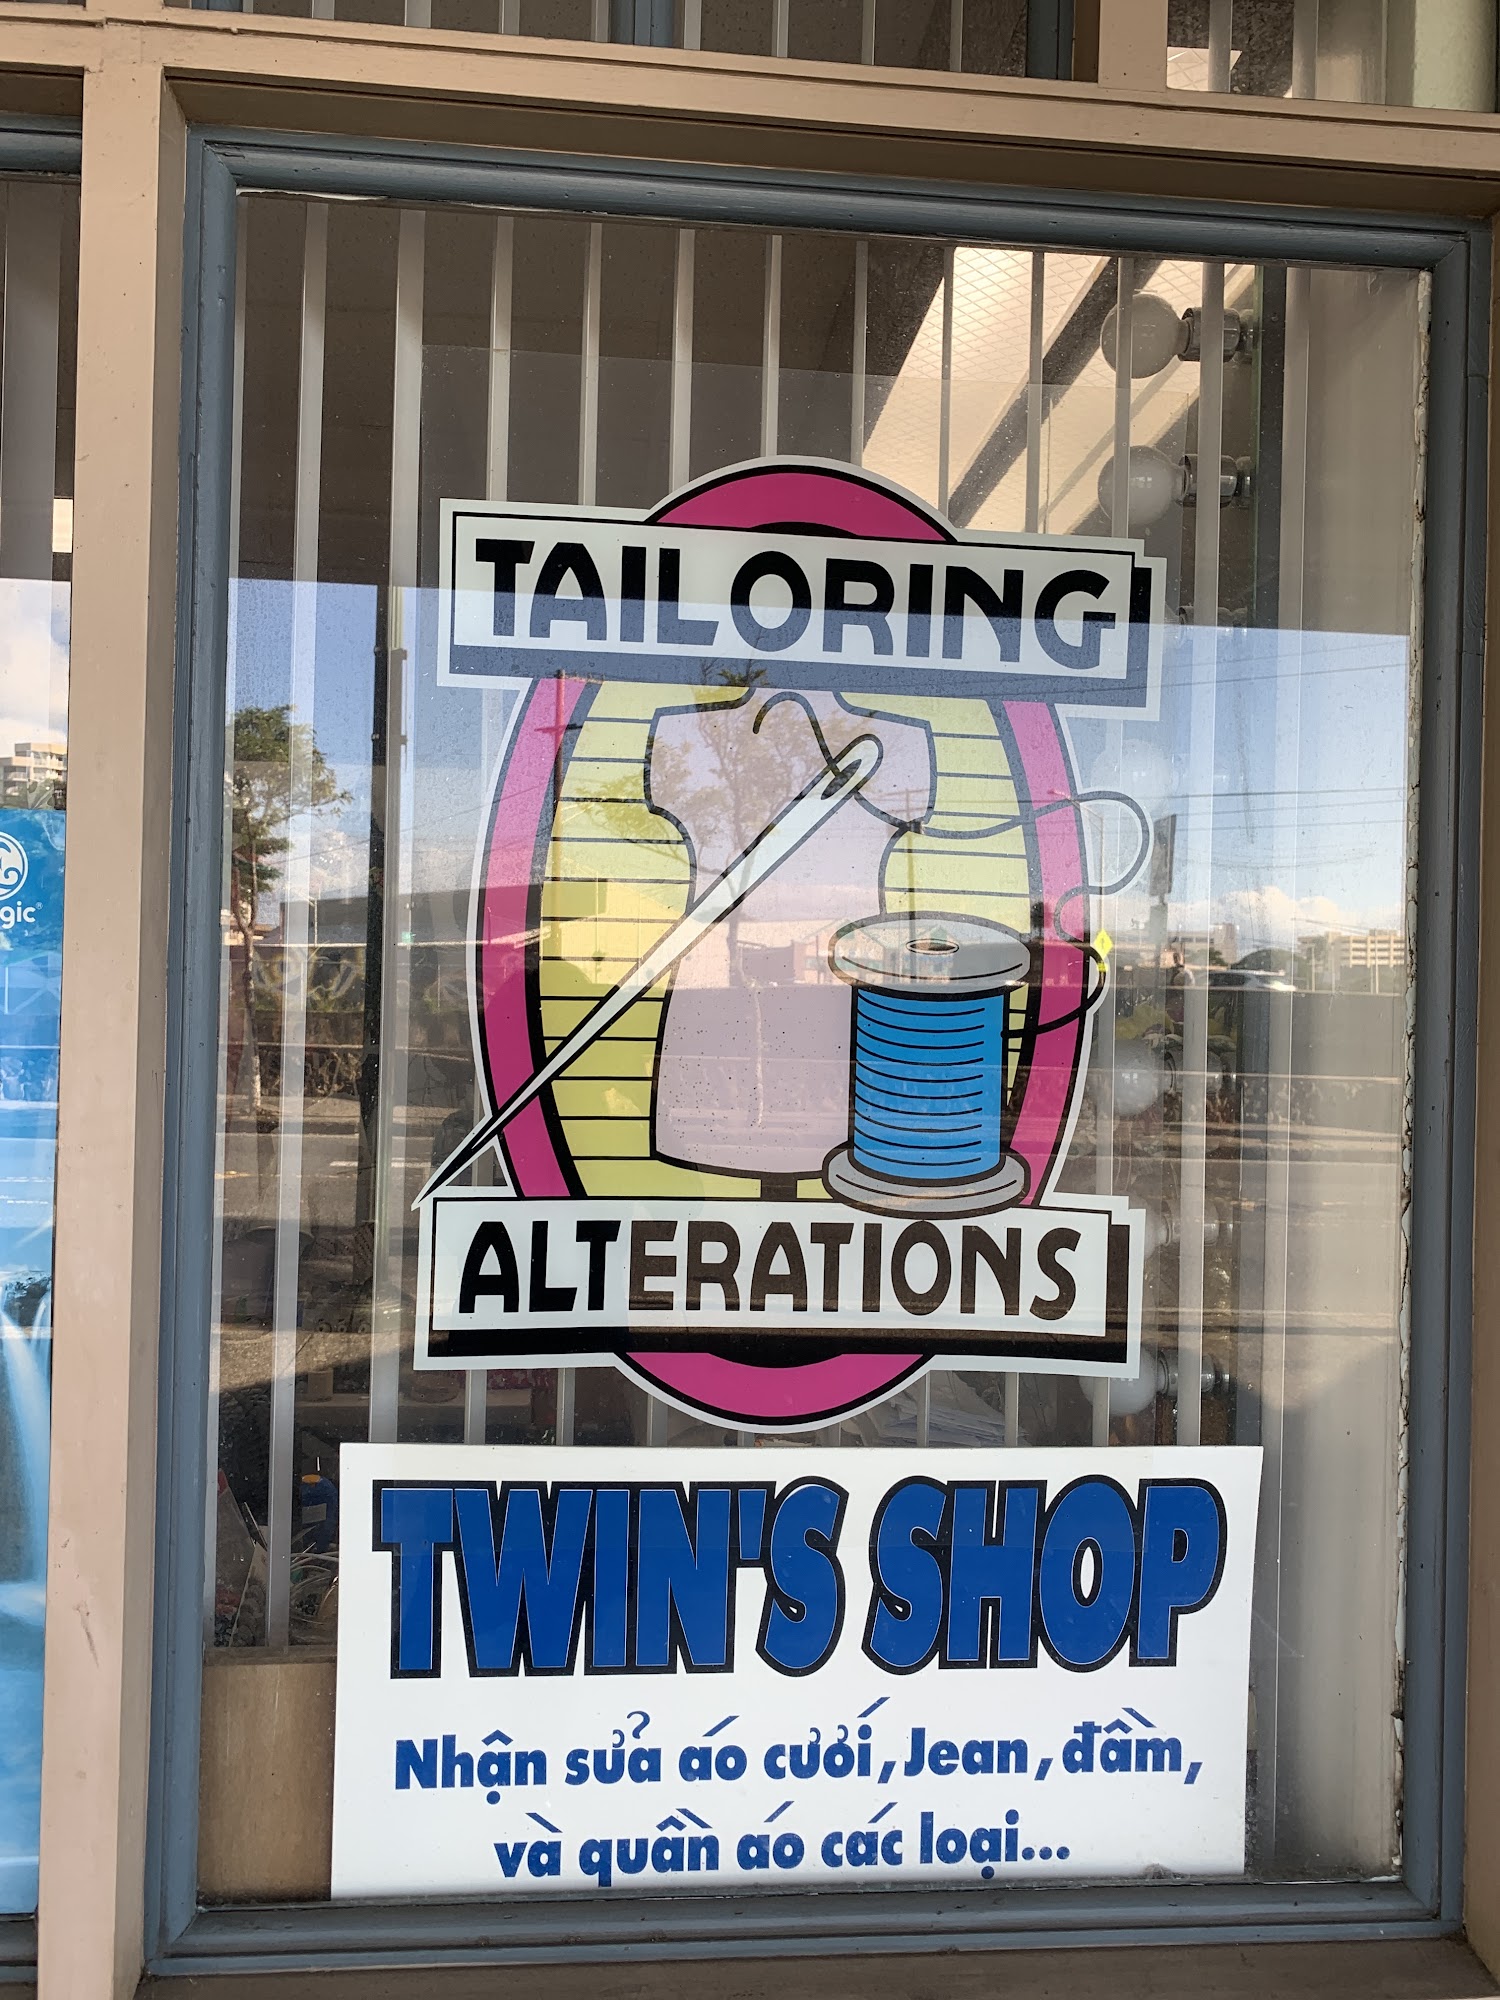 TAILORING
ALTERATIONS
TWIN'S SHOP
Nhận sửa áo cưới, Jean, đầm,
và quần áo các loại...